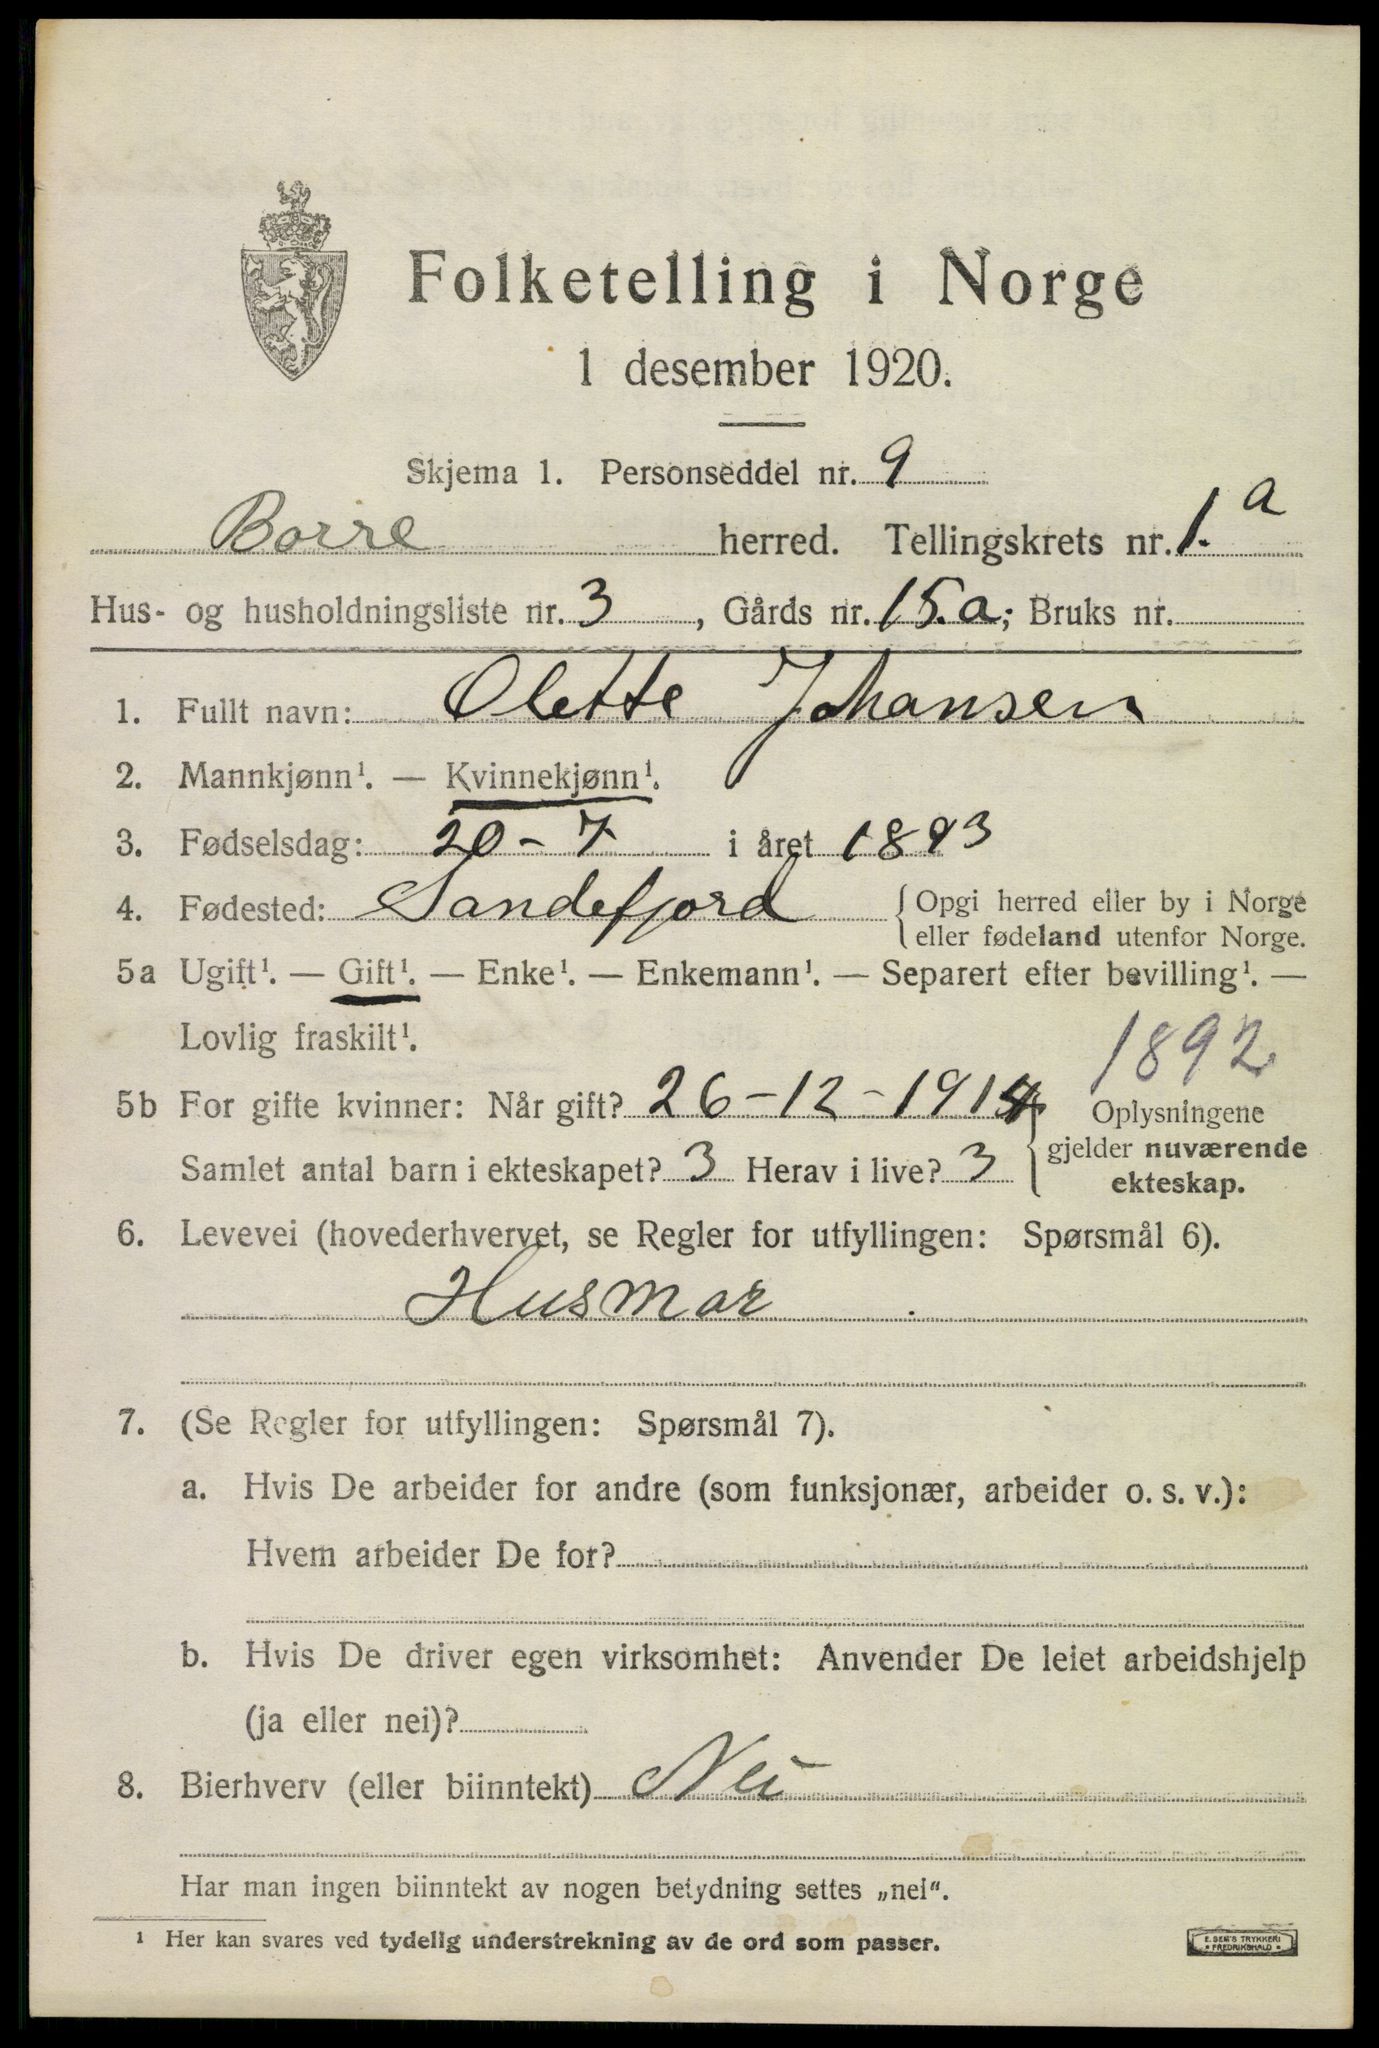 Folketelling i Norge
1 desember 1920.
Skjema 1. Personseddel nr. 9
Borre herred. Tellingskrets nr. 1.a
Hus- og husholdningsliste nr. 3, Gårds nr. 15.a; Bruks nr.
1. Fullt navn: Olette Johansen
2. Mannkjønn¹. — Kvinnekjønn¹.
3. Fødselsdag: 20-7 i året 1893
4. Fødested: Sandefjord { Opgi herred eller by i Norge
eller fødeland utenfor Norge.
5a Ugift¹. — Gift¹. — Enke¹. — Enkemann¹. — Separert efter bevilling¹. —
Lovlig fraskilt¹.
1892
5b For gifte kvinner: Når gift? 26-12-1914 Oplysningene
gjelder nuværende
Samlet antal barn i ekteskapet? 3 Herav i live? 3 ekteskap.
6. Levevei (hovederhvervet, se Regler for utfyllingen: Spørsmål 6).
Husmor
7. (Se Regler for utfyllingen: Spørsmål 7).
a. Hvis De arbeider for andre (som funksjonær, arbeider o. s. v.):
Hvem arbeider De for?
b. Hvis De driver egen virksomhet: Anvender De leiet arbeidshjelp
(ja eller nei)?
8. Bierhverv (eller biinntekt) Nei
Har man ingen biinntekt av nogen betydning settes „nei“.
¹ Her kan svares ved tydelig understrekning av de ord som passer.
E. SEM'S TRYKKERI
FREDRIKSHALD